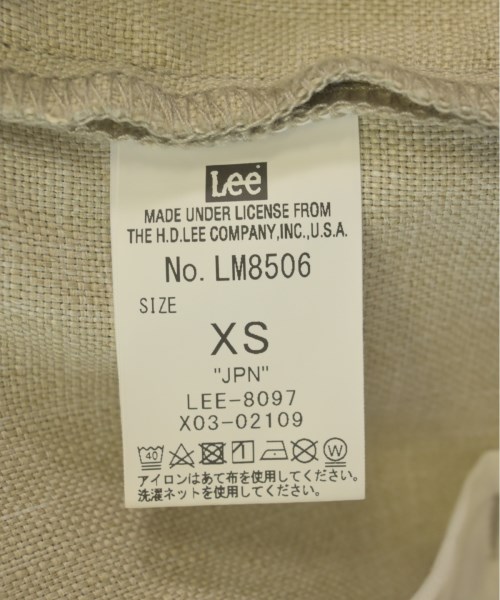 Lee
MADE UNDER LICENSE FROM
THE H.D.LEE COMPANY,INC.,U.S.A.
No. LM8506
SIZE
XS
"JPN"
LEE-8097
X03-02109
40
W
アイロンはあて布を使用してください。
洗濯ネットを使用してください。